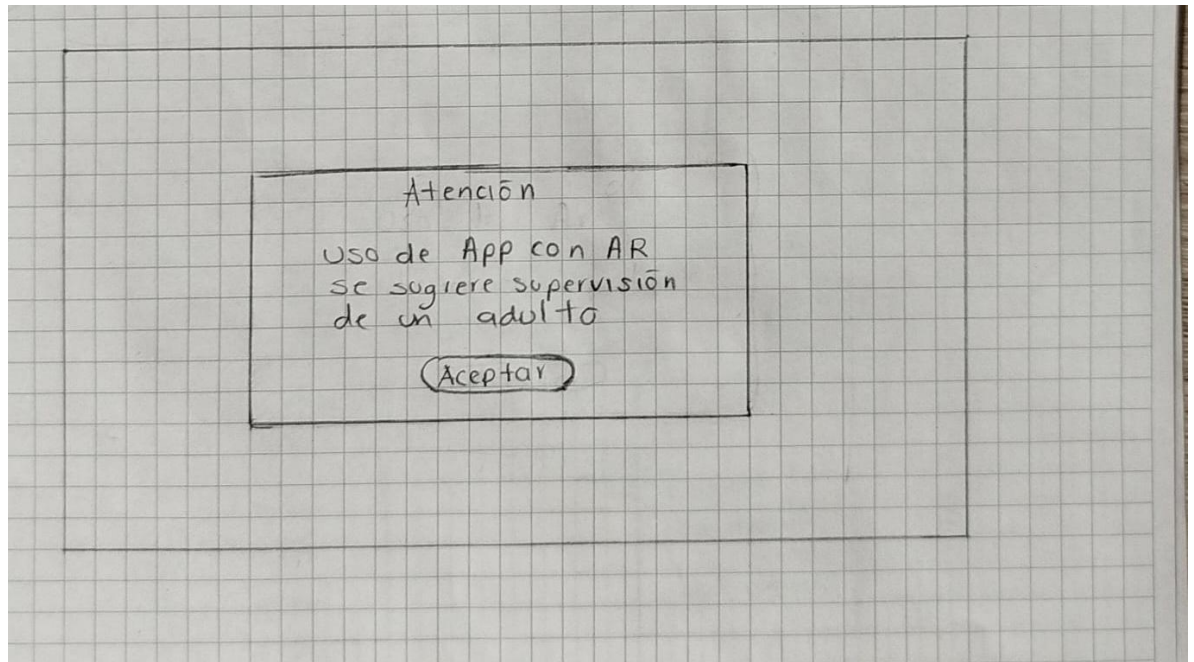 Atención
Uso de App con AR
se sugiere supervisión
de un adulto
Aceptar